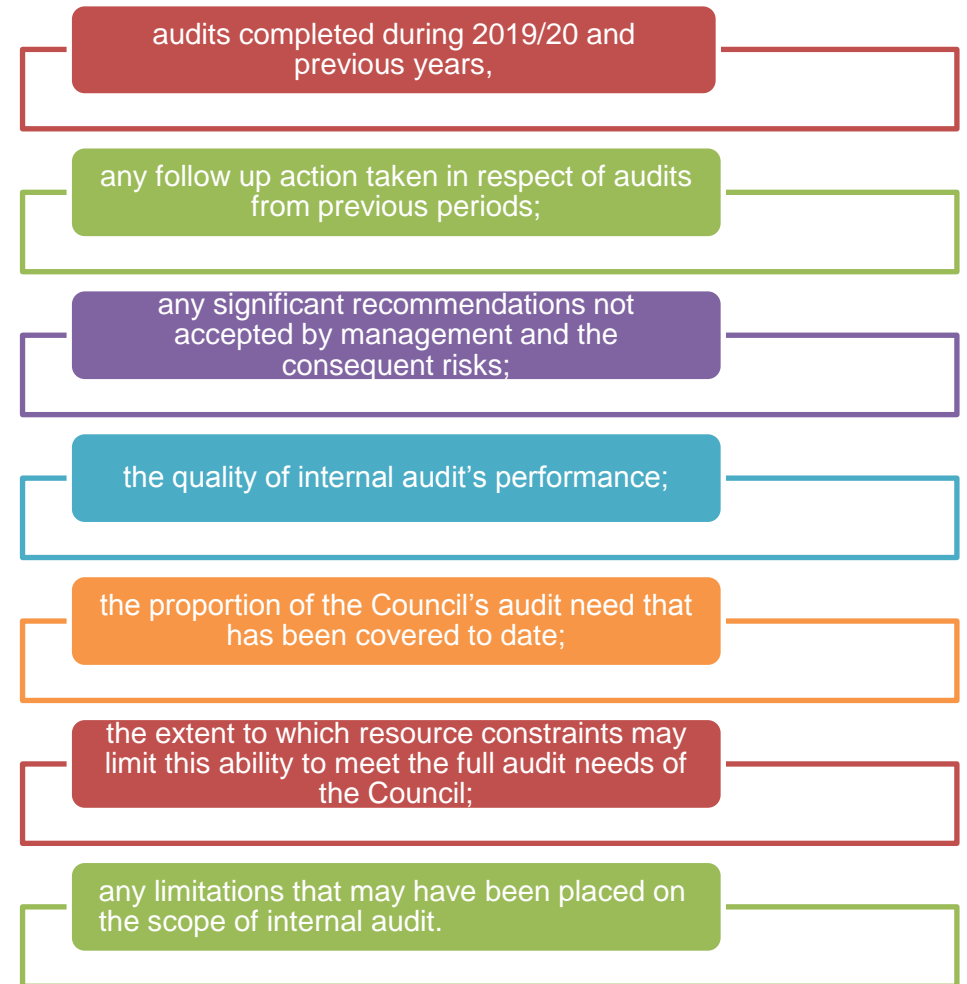 audits completed during 2019/20 and
previous years,
any follow up action taken in respect of audits
from previous periods;
any significant recommendations not
accepted by management and the
consequent risks;
the quality of internal audit’s performance;
the proportion of the Council’s audit need that
has been covered to date;
the extent to which resource constraints may
limit this ability to meet the full audit needs of
the Council;
any limitations that may have been placed on
the scope of internal audit.